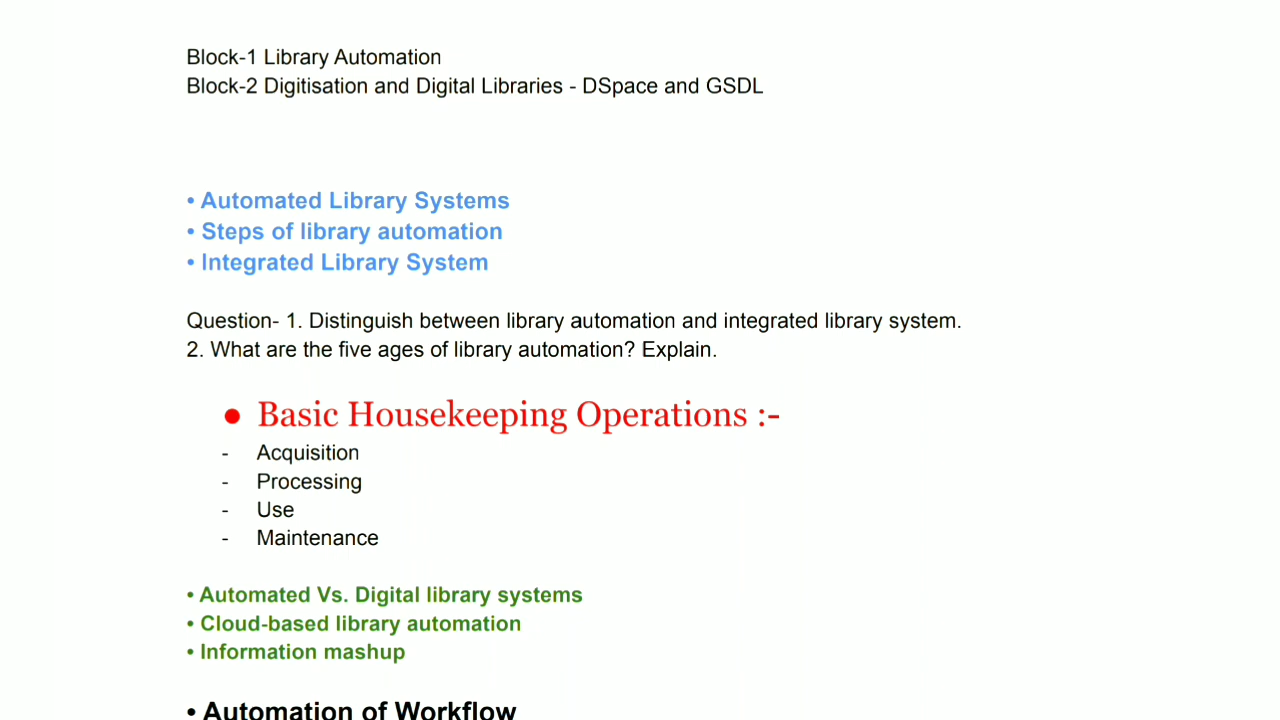 Block-1 Library Automation
Block-2 Digitisation and Digital Libraries - DSpace and GSDL
• Automated Library Systems
• Steps of library automation
• Integrated Library System
Question- 1. Distinguish between library automation and integrated library system.
2. What are the five ages of library automation? Explain.
● Basic Housekeeping Operations :-
- Acquisition
- Processing
- Use
- Maintenance
• Automated Vs. Digital library systems
• Cloud-based library automation
• Information mashup
• Automation of Workflow